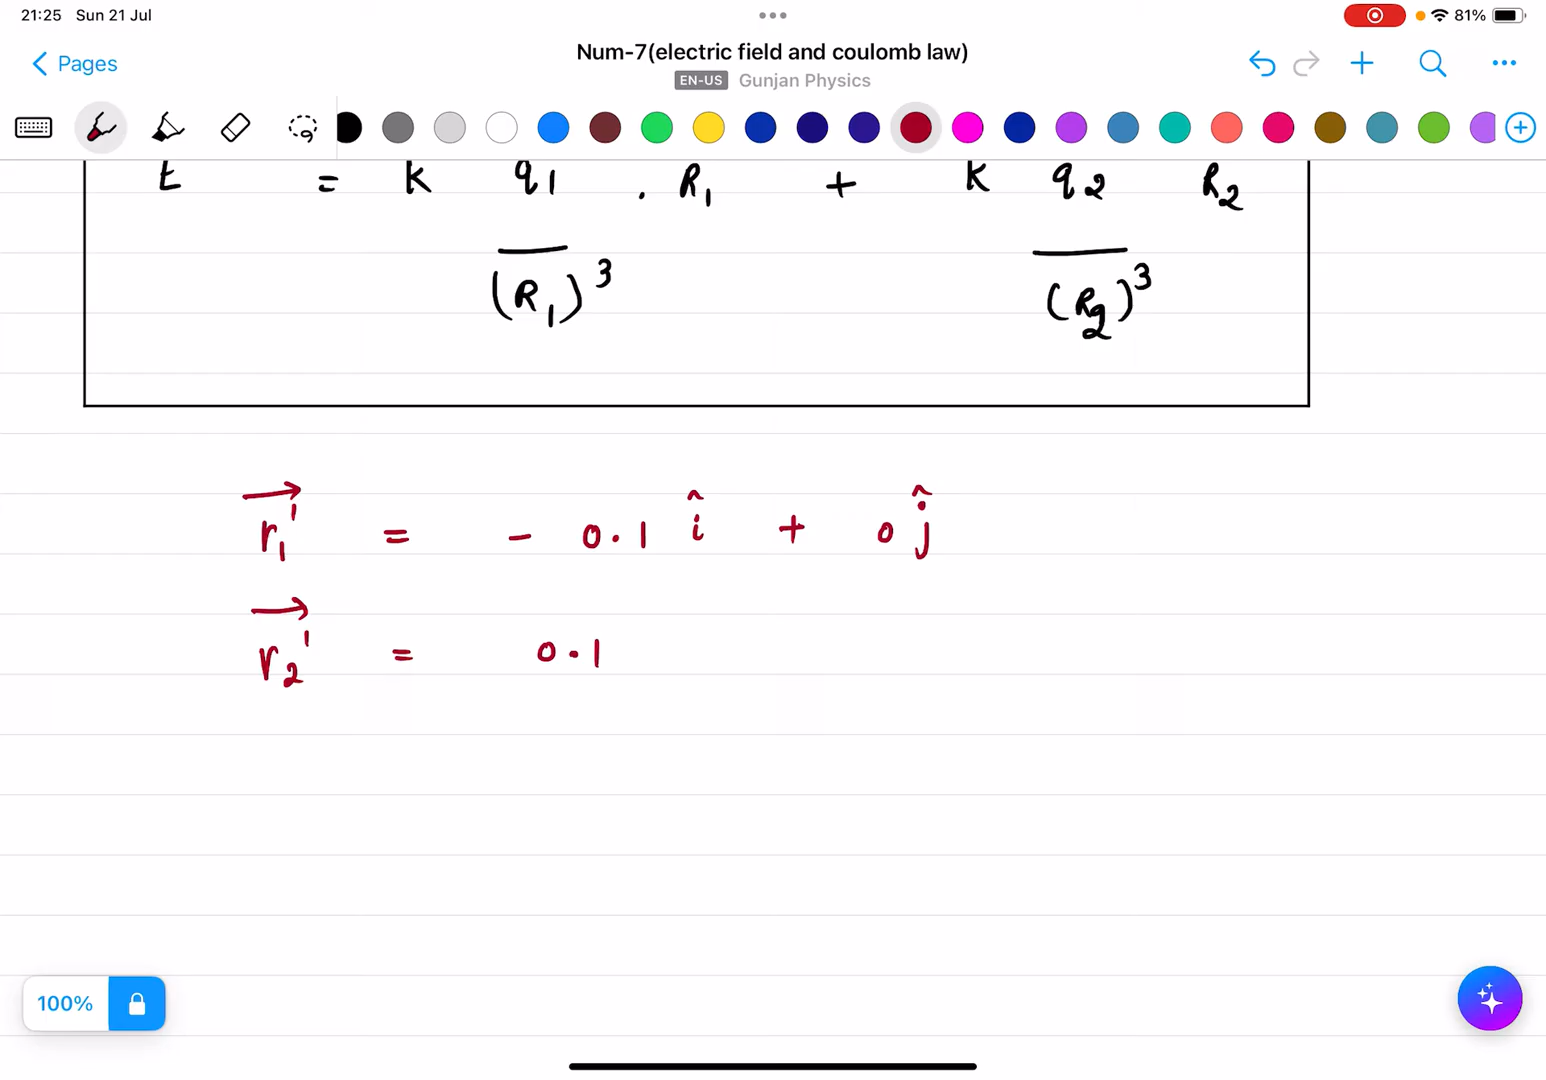 21:25 Sun 21 Jul
81%
Pages
Num-7(electric field and coulomb law)
EN-US Gunjan Physics
E = K q1 . R1 + K q2 R2
(R1)^3 (R2)^3
r1' = - 0.1 î + 0 ĵ
r2' = 0.1
100%